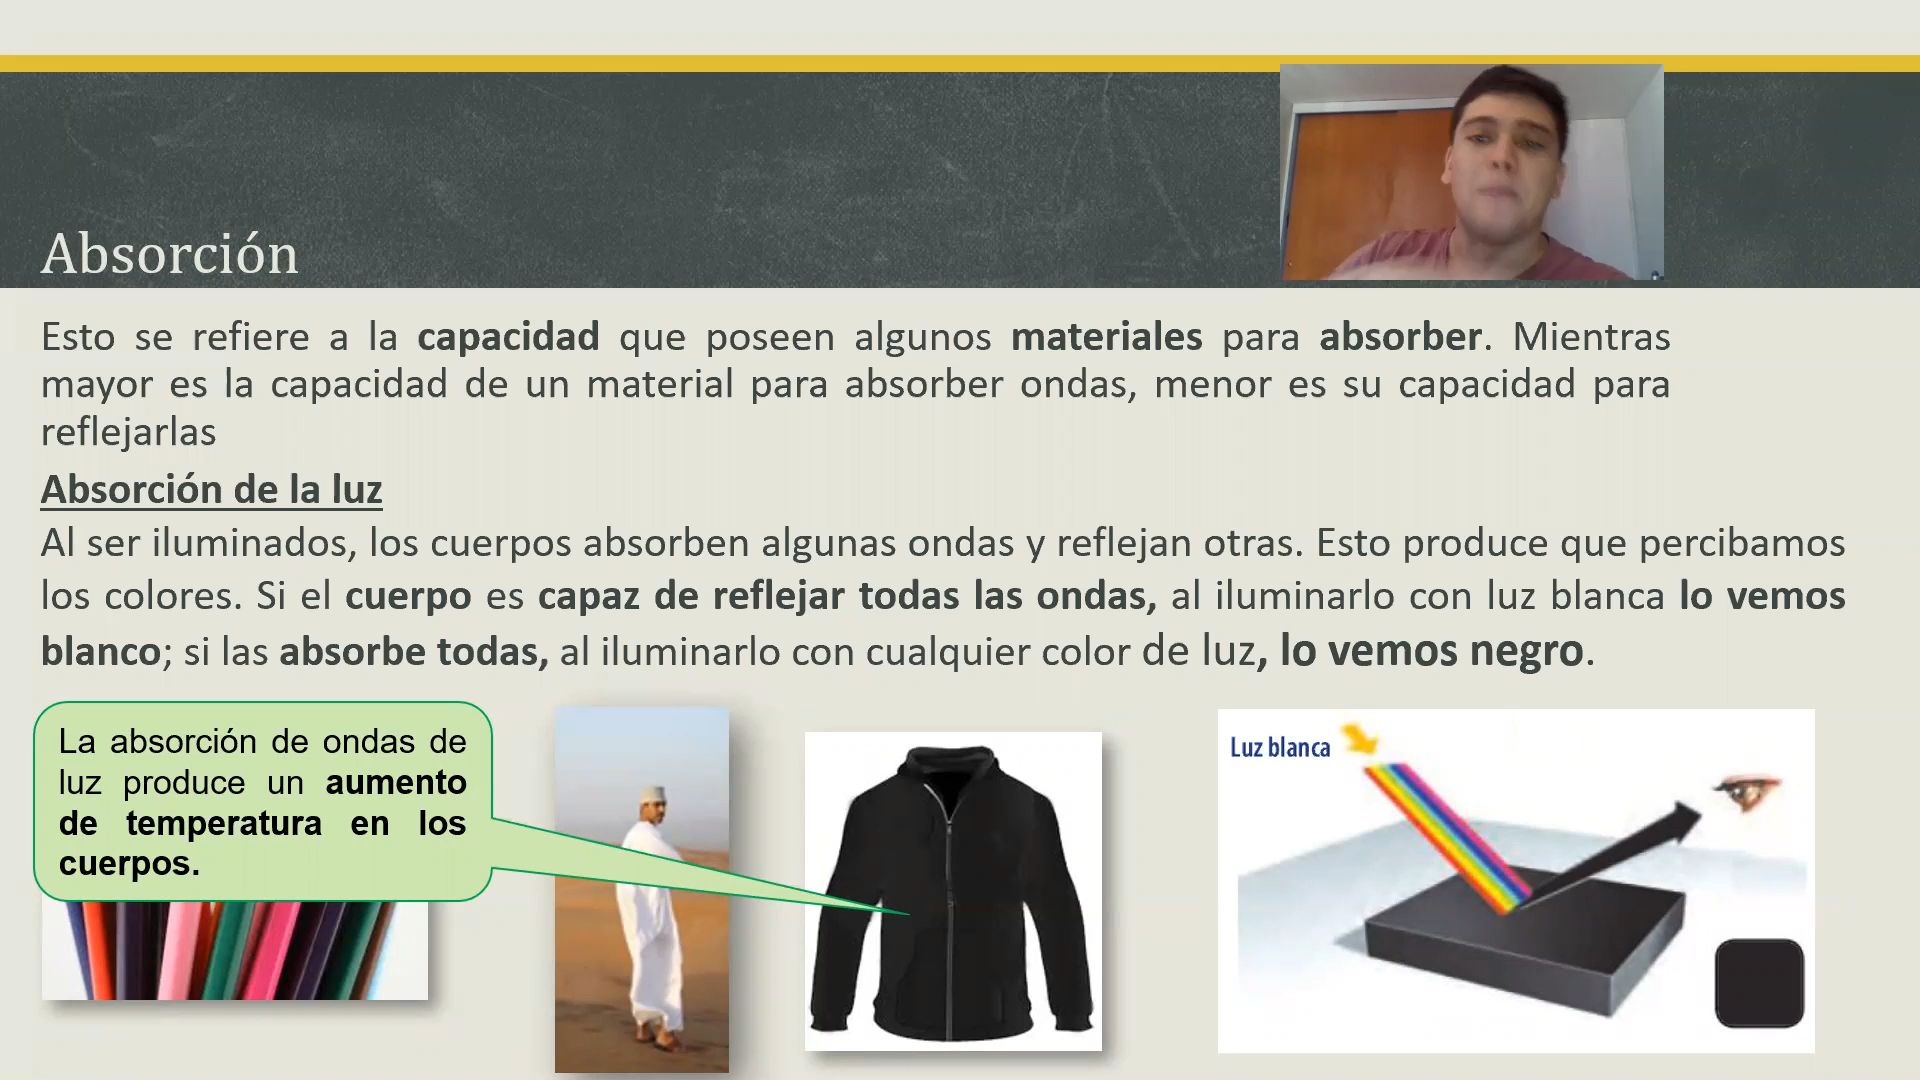 Absorción
Esto se refiere a la capacidad que poseen algunos materiales para absorber. Mientras
mayor es la capacidad de un material para absorber ondas, menor es su capacidad para
reflejarlas
Absorción de la luz
Al ser iluminados, los cuerpos absorben algunas ondas y reflejan otras. Esto produce que percibamos
los colores. Si el cuerpo es capaz de reflejar todas las ondas, al iluminarlo con luz blanca lo vemos
blanco; si las absorbe todas, al iluminarlo con cualquier color de luz, lo vemos negro.
La absorción de ondas de
luz produce un aumento
de temperatura en los
cuerpos.
Luz blanca